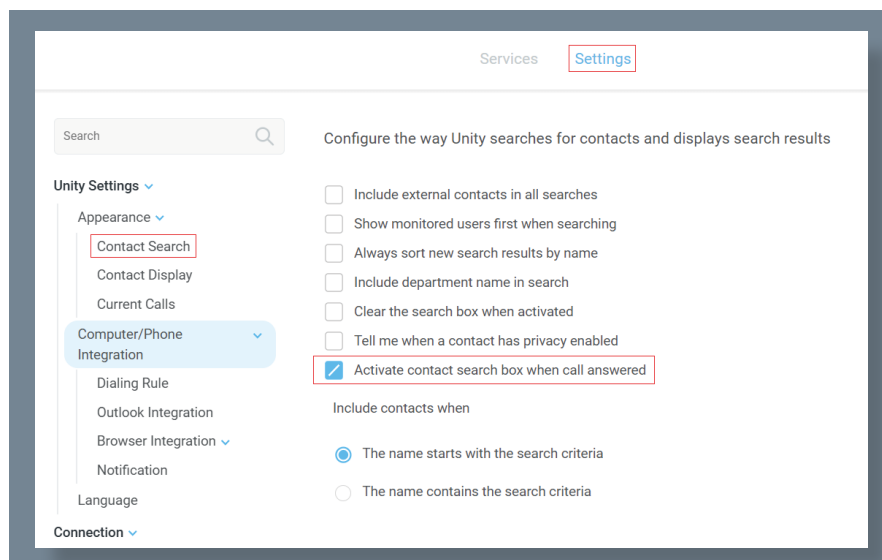 Services Settings
Search
Configure the way Unity searches for contacts and displays search results
Unity Settings
Appearance
Contact Search
Contact Display
Current Calls
Computer/Phone
Integration
Dialing Rule
Outlook Integration
Browser Integration
Notification
Language
Connection
Include external contacts in all searches
Show monitored users first when searching
Always sort new search results by name
Include department name in search
Clear the search box when activated
Tell me when a contact has privacy enabled
Activate contact search box when call answered
Include contacts when
The name starts with the search criteria
The name contains the search criteria